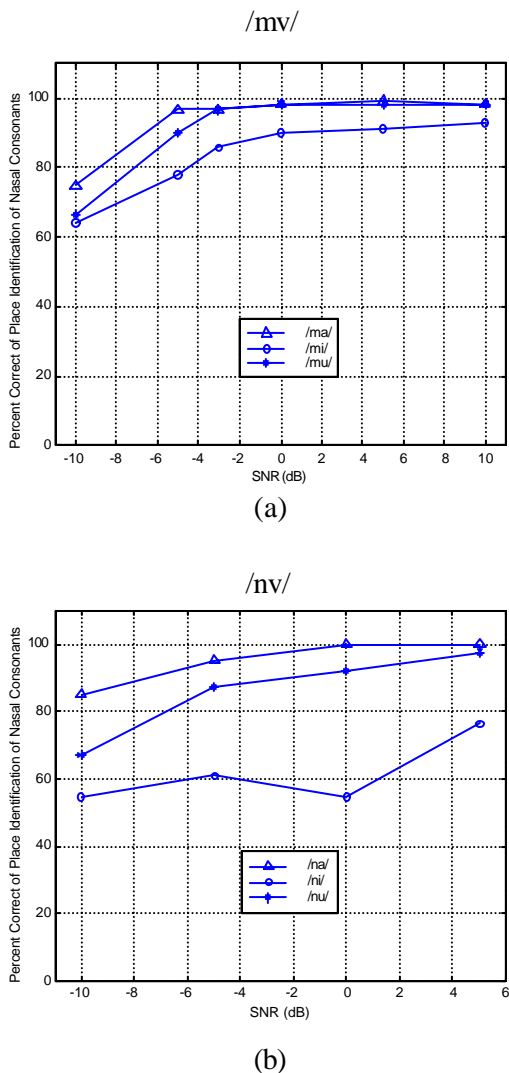 /mv/
Percent Correct of Place Identification of Nasal Consonants
100
80
60
40
20
0
/ma/
/mi/
/mu/
-10 -8 -6 -4 -2 0 2 4 6 8 10
SNR (dB)
(a)
/nv/
Percent Correct of Place Identification of Nasal Consonants
100
80
60
40
20
0
/na/
/ni/
/nu/
-10 -8 -6 -4 -2 0 2 4 6
SNR (dB)
(b)